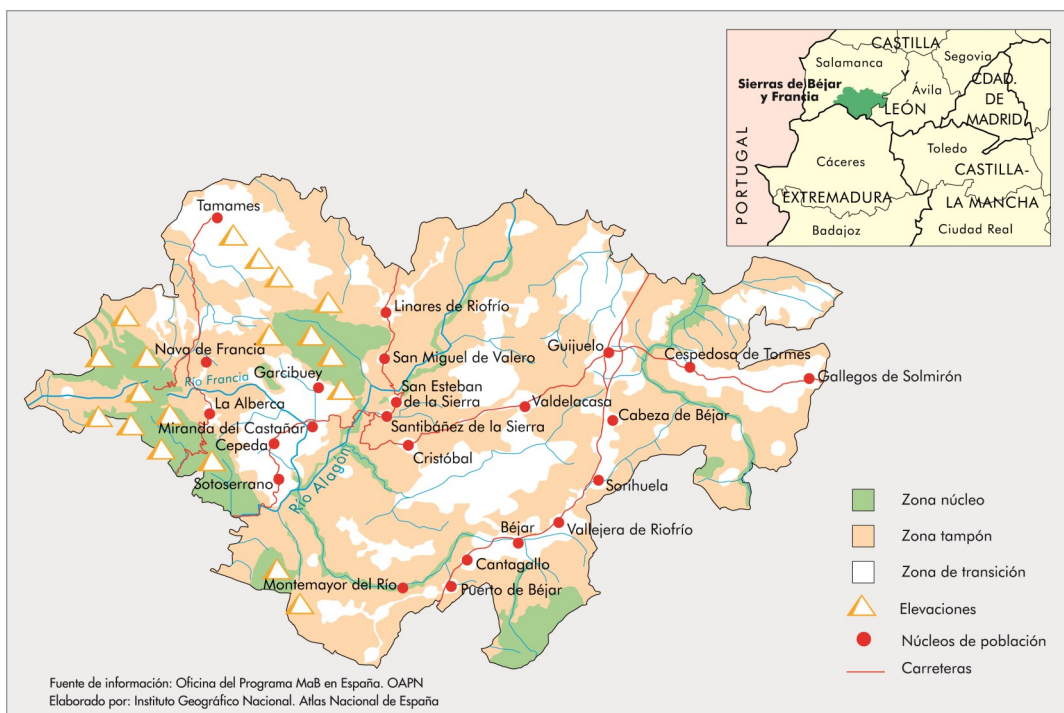 CASTILLA
Salamanca
Segovia
Sierras de Béjar
y Francia
Y
Ávila
LEÓN
CDAD.
DE
MADRID
PORTUGAL
Cáceres
Toledo
CASTILLA-
EXTREMADURA
LA MANCHA
Badajoz
Ciudad Real
Tamames
Linares de Riofrío
Nava de Francia
San Miguel de Valero
Guijuelo
Cespedosa de Tormes
Gallegos de Solmirón
Río Francia
Garcibuey
San Esteban
de la Sierra
Valdelacasa
La Alberca
Santibáñez de la Sierra
Cabeza de Béjar
Miranda del Castañar
Cepeda
Cristóbal
Sotoserrano
Río Alagón
Sorihuela
Béjar
Vallejera de Riofrío
Cantagallo
Montemayor del Río
Puerto de Béjar
Zona núcleo
Zona tampón
Zona de transición
Elevaciones
Núcleos de población
Carreteras
Fuente de información: Oficina del Programa MaB en España. OAPN
Elaborado por: Instituto Geográfico Nacional. Atlas Nacional de España